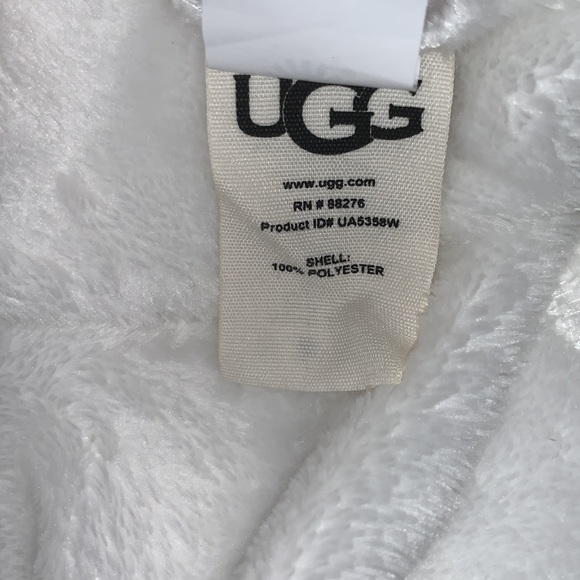 UGG
www.ugg.com
RN # 88276
Product ID# UA5358W
SHELL:
100% POLYESTER